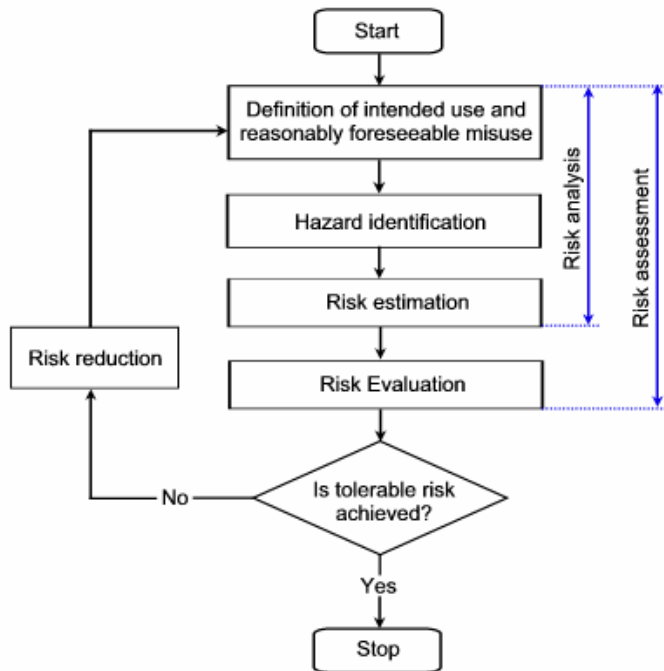 Start
Definition of intended use and
reasonably foreseeable misuse
Hazard identification
Risk estimation
Risk Evaluation
Is tolerable risk
achieved?
No
Risk reduction
Yes
Stop
Risk analysis
Risk assessment